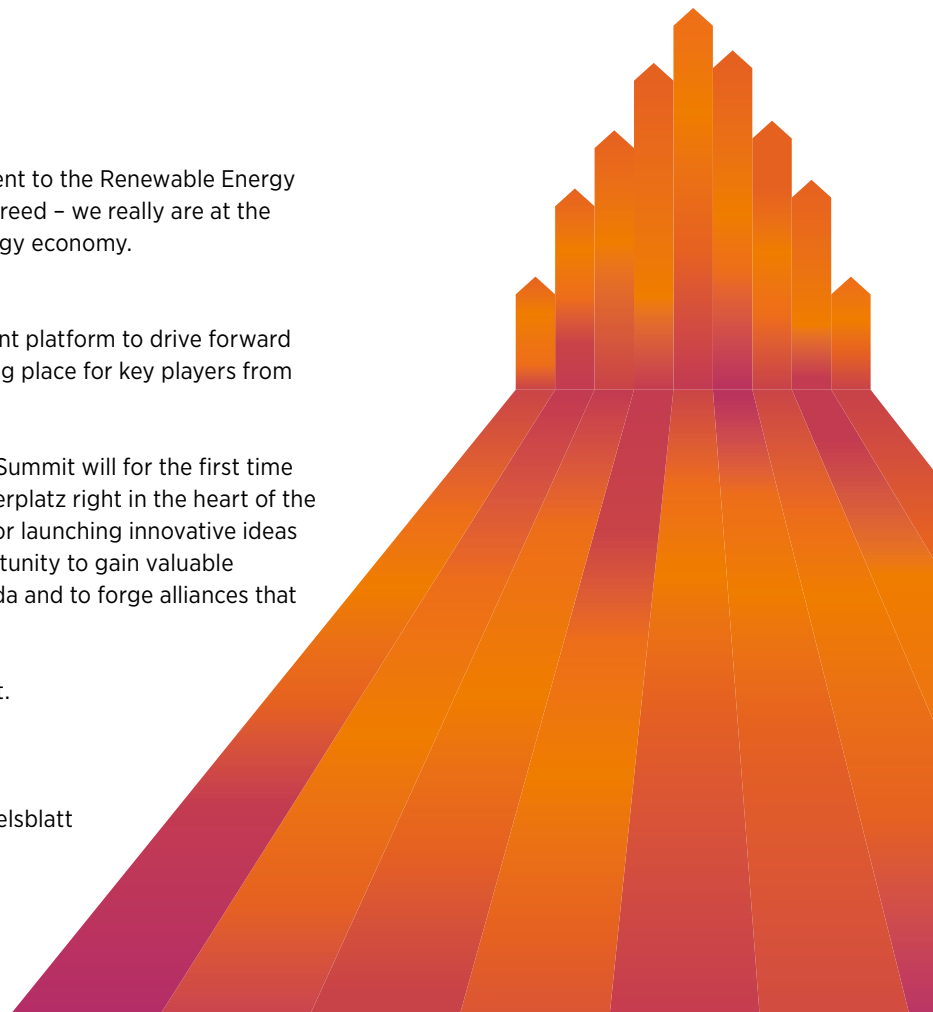 ent to the Renewable Energy
reed – we really are at the
gy economy.
nt platform to drive forward
g place for key players from
Summit will for the first time
erplatz right in the heart of the
or launching innovative ideas
tunity to gain valuable
da and to forge alliances that
t.
elsblatt